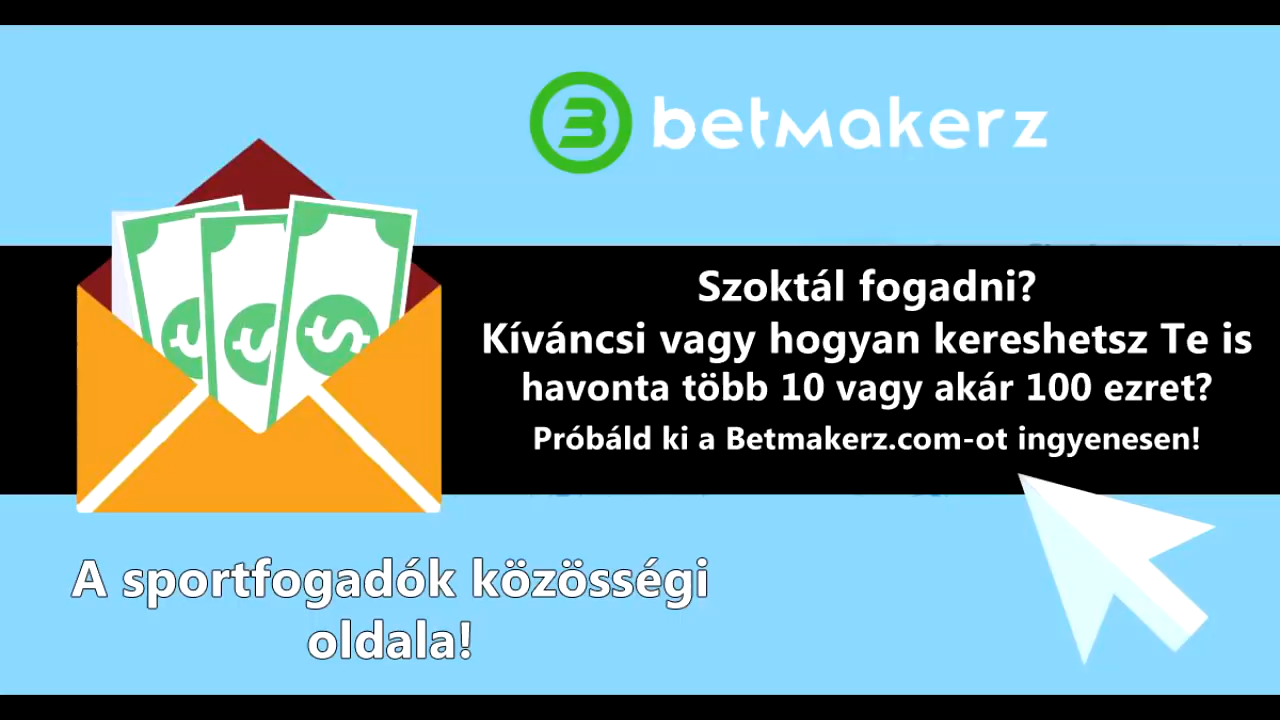 betmakerz
Szoktál fogadni?
Kíváncsi vagy hogyan kereshetsz Te is
havonta több 10 vagy akár 100 ezret?
Próbáld ki a Betmakerz.com-ot ingyenesen!
A sportfogadók közösségi
oldala!